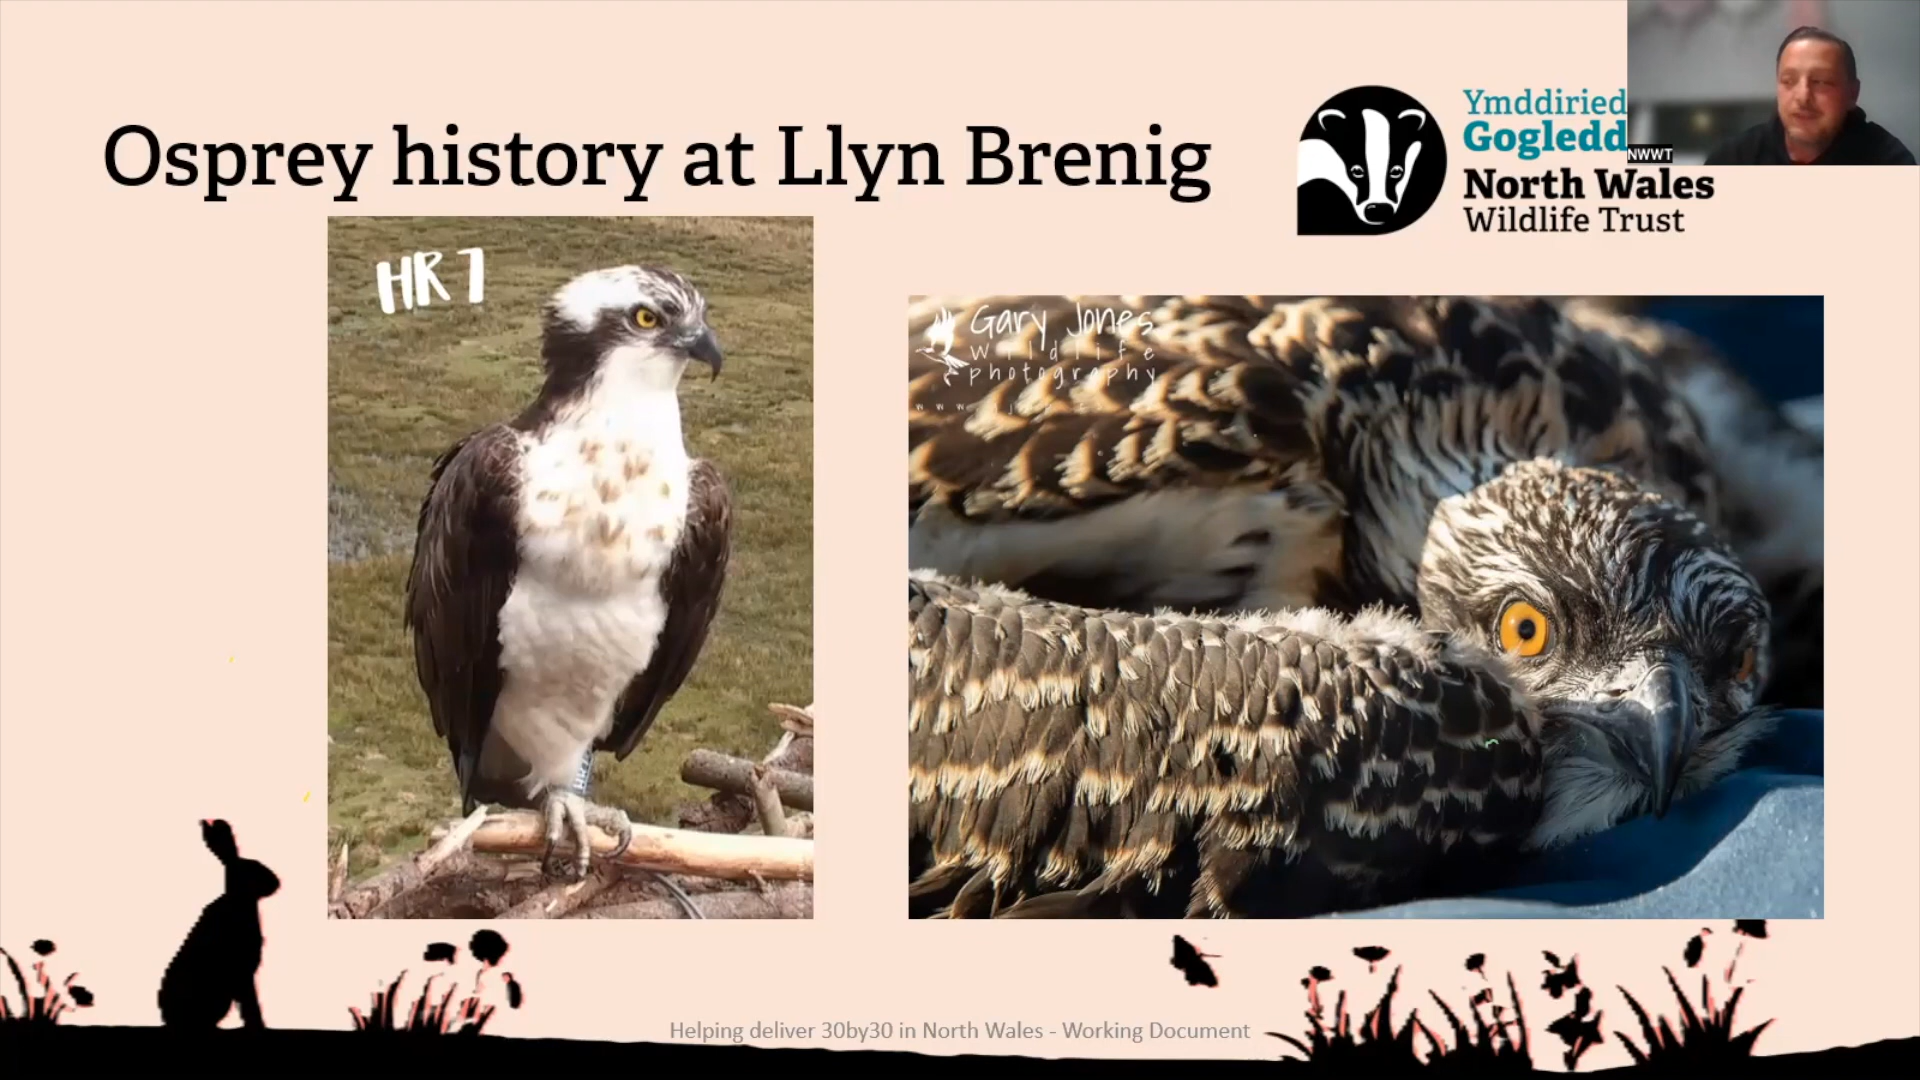 Osprey history at Llyn Brenig
Ymddiried
Gogledd
North Wales
Wildlife Trust
NWWT
HR7
Gary Jones
Wildlife
photography
Helping deliver 30by30 in North Wales - Working Document